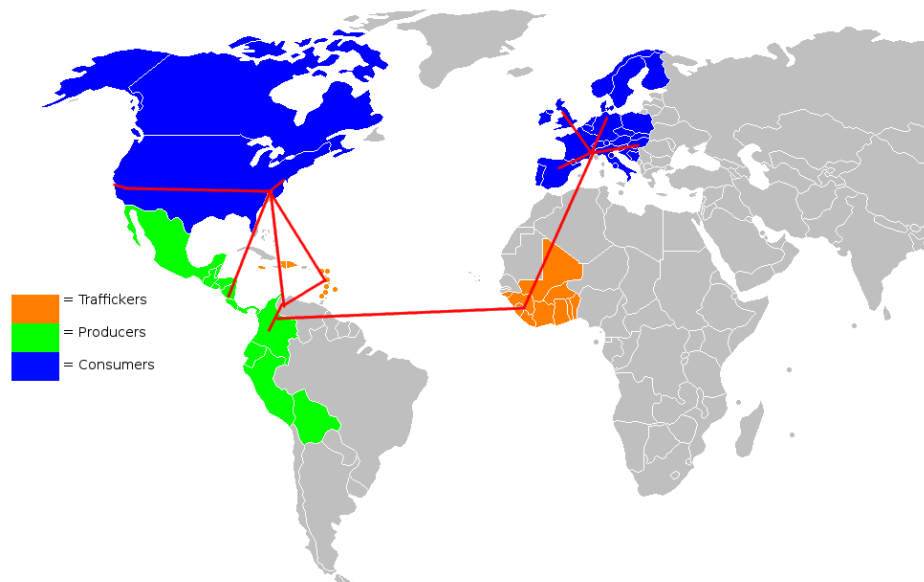 = Traffickers
= Producers
= Consumers